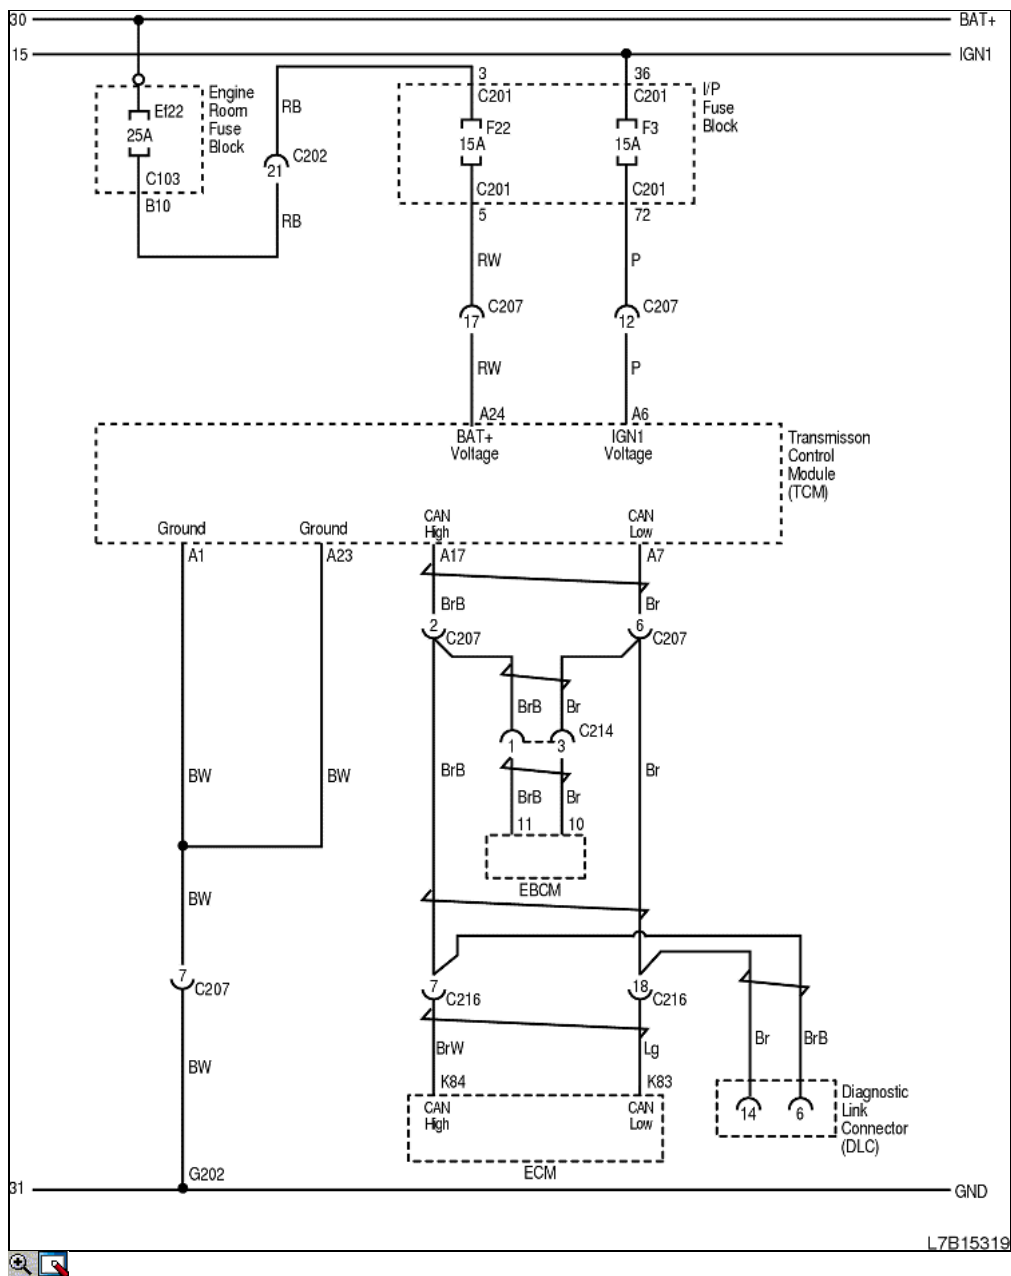 30
BAT+
15
IGN1
3
36
Engine
Room
Fuse
Block
C201
C201
I/P
Fuse
Block
Ef22
25A
RB
F22
15A
F3
15A
C202
21
C103
B10
C201
C201
5
72
RB
RW
P
C207
17
C207
12
RW
P
A24
A6
BAT+
Voltage
IGN1
Voltage
Transmisson
Control
Module
(TCM)
Ground
Ground
CAN
High
CAN
Low
A1
A23
A17
A7
BrB
Br
2
C207
6
C207
BrB
Br
C214
1
3
BW
BW
BrB
Br
BrB
Br
11
10
EBCM
BW
7
C207
7
C216
18
C216
BrW
Lg
Br
BrB
BW
K84
K83
CAN
High
CAN
Low
14
6
Diagnostic
Link
Connector
(DLC)
ECM
G202
31
GND
L7B15319